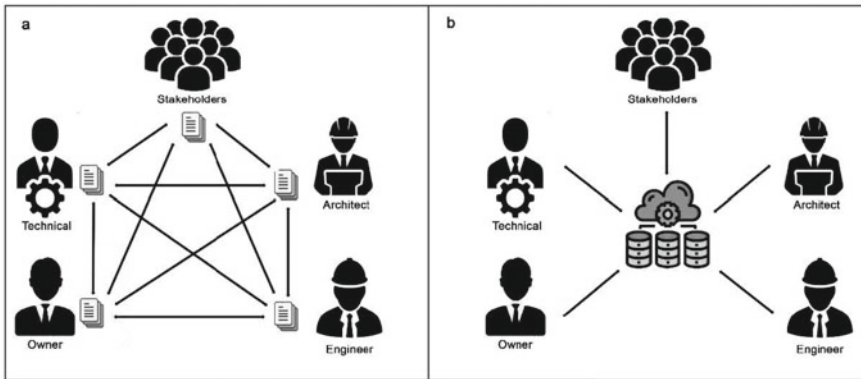 a
Stakeholders
Technical
Architect
Owner
Engineer
b
Stakeholders
Technical
Architect
Owner
Engineer